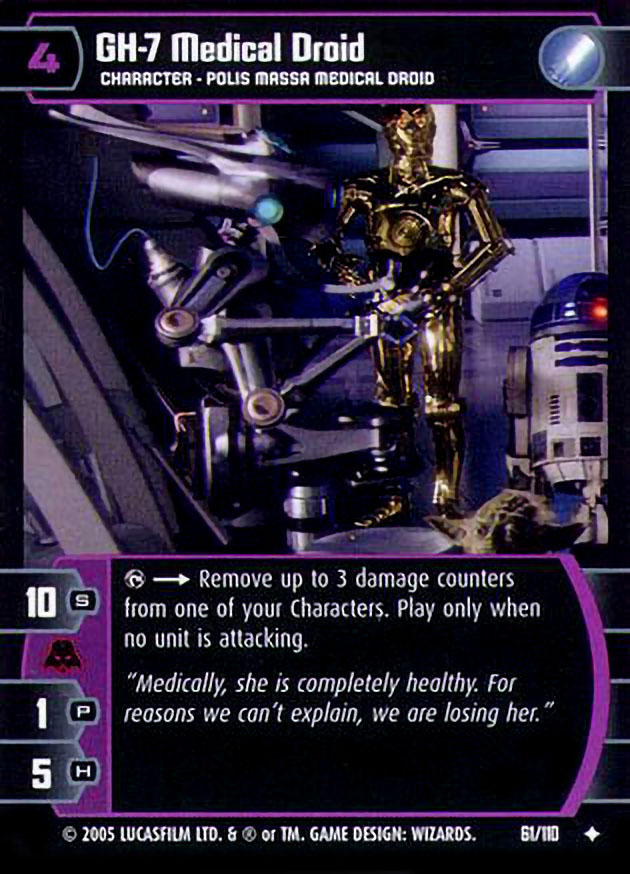 4
GH-7 Medical Droid
CHARACTER - POLIS MASSA MEDICAL DROID
10 S
1 P
5 H
Remove up to 3 damage counters
from one of your Characters. Play only when
no unit is attacking.
"Medically, she is completely healthy. For
reasons we can't explain, we are losing her."
© 2005 LUCASFILM LTD. & ® or TM. GAME DESIGN: WIZARDS. 61/110